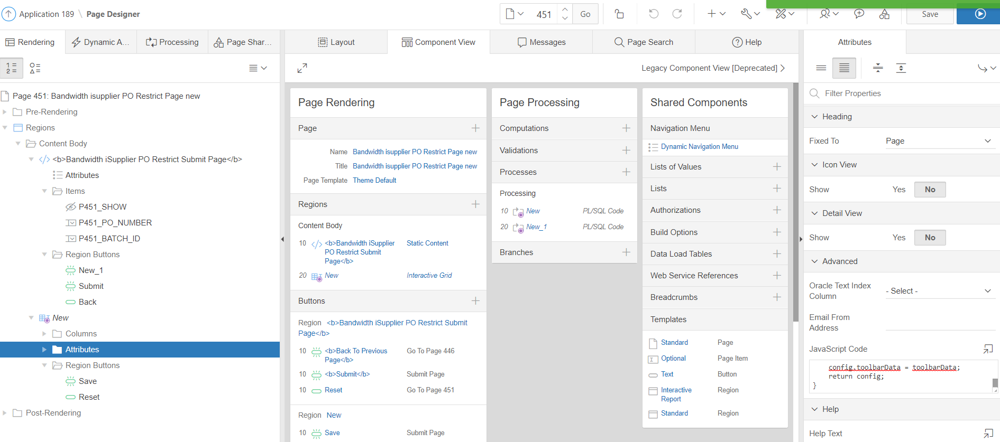 Application 189 \ Page Designer
451
Go
Save
Rendering
Dynamic A...
Processing
Page Shar...
Layout
Component View
Messages
Page Search
Help
Attributes
Legacy Component View [Deprecated]
Filter Properties
Page 451: Bandwidth isupplier PO Restrict Page new
Pre-Rendering
Regions
Content Body
<b>Bandwidth iSupplier PO Restrict Submit Page</b>
Attributes
Items
P451_SHOW
P451_PO_NUMBER
P451_BATCH_ID
Region Buttons
New_1
Submit
Back
New
Columns
Attributes
Region Buttons
Save
Reset
Post-Rendering
Page Rendering
Page
Name Bandwidth isupplier PO Restrict Page new
Title Bandwidth isupplier PO Restrict Page new
Page Template Theme Default
Regions
Content Body
10 <b>Bandwidth iSupplier Static Content
PO Restrict Submit
Page</b>
20 New Interactive Grid
Buttons
Region <b>Bandwidth iSupplier PO Restrict Submit
Page</b>
10 <b>Back To Previous Go To Page 446
Page</b>
10 <b>Submit</b> Submit Page
10 Reset Go To Page 451
Region New
10 Save Submit Page
Page Processing
Computations
Validations
Processes
Processing
10 New PL/SQL Code
20 New_1 PL/SQL Code
Branches
Shared Components
Navigation Menu
Dynamic Navigation Menu
Lists of Values
Lists
Authorizations
Build Options
Data Load Tables
Web Service References
Breadcrumbs
Templates
Standard Page
Optional Page Item
Text Button
Interactive Region
Report
Standard Region
Heading
Fixed To Page
Icon View
Show Yes No
Detail View
Show Yes No
Advanced
Oracle Text Index - Select -
Column
Email From
Address
JavaScript Code
config.toolbarData = toolbarData;
return config;
}
Help
Help Text